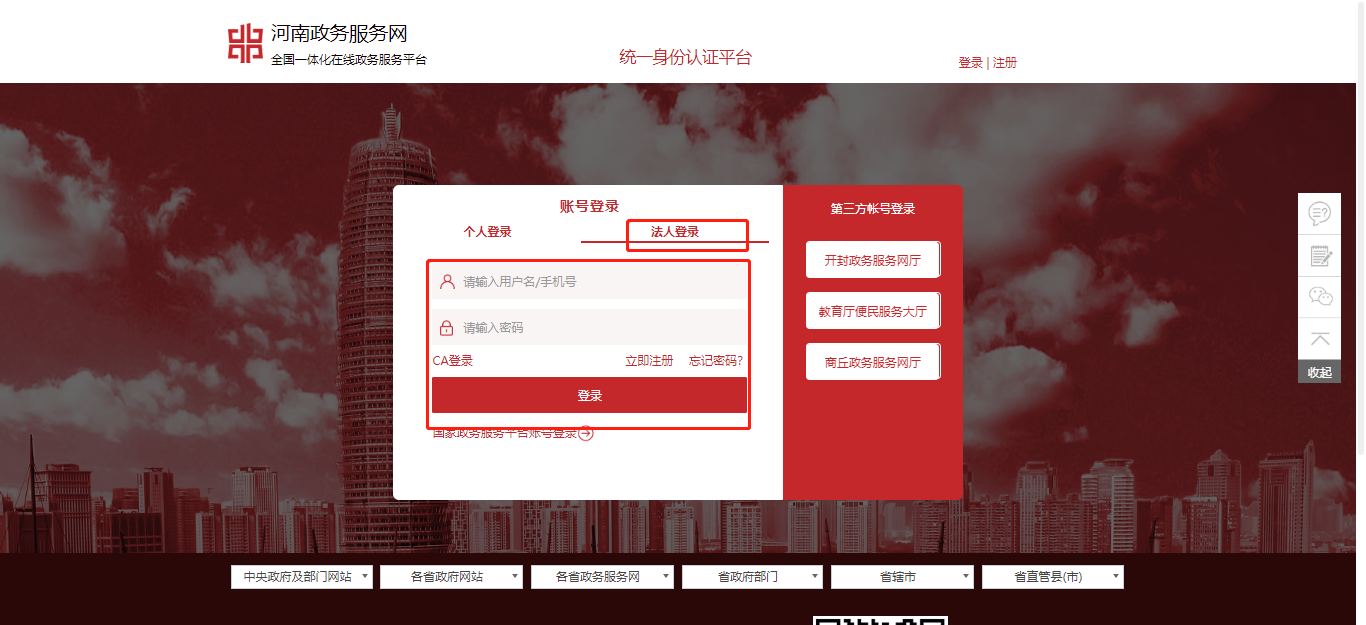 河南政务服务网
全国一体化在线政务服务平台
统一身份认证平台
登录 | 注册
账号登录
个人登录
法人登录
请输入用户名/手机号
请输入密码
CA登录
立即注册
忘记密码?
登录
国家政务服务平台账号登录
第三方帐号登录
开封政务服务网厅
教育厅便民服务大厅
商丘政务服务网厅
收起
中央政府及部门网站
各省政府网站
各省政务服务网
省政府部门
省辖市
省直管县(市)